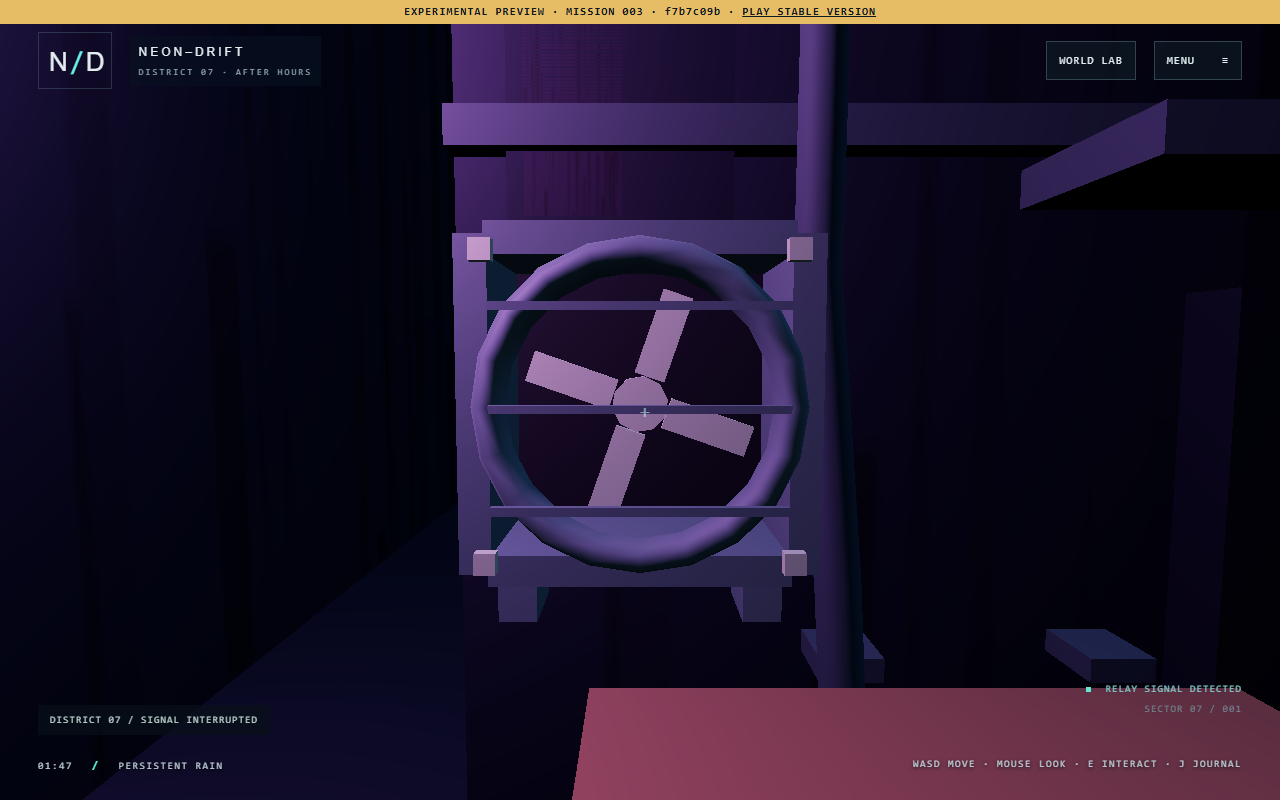 EXPERIMENTAL PREVIEW · MISSION 003 · f7b7c09b · PLAY STABLE VERSION
N/D
NEON—DRIFT
DISTRICT 07 · AFTER HOURS
WORLD LAB
MENU ≡
RELAY SIGNAL DETECTED
SECTOR 07 / 001
DISTRICT 07 / SIGNAL INTERRUPTED
01:47 / PERSISTENT RAIN
WASD MOVE · MOUSE LOOK · E INTERACT · J JOURNAL